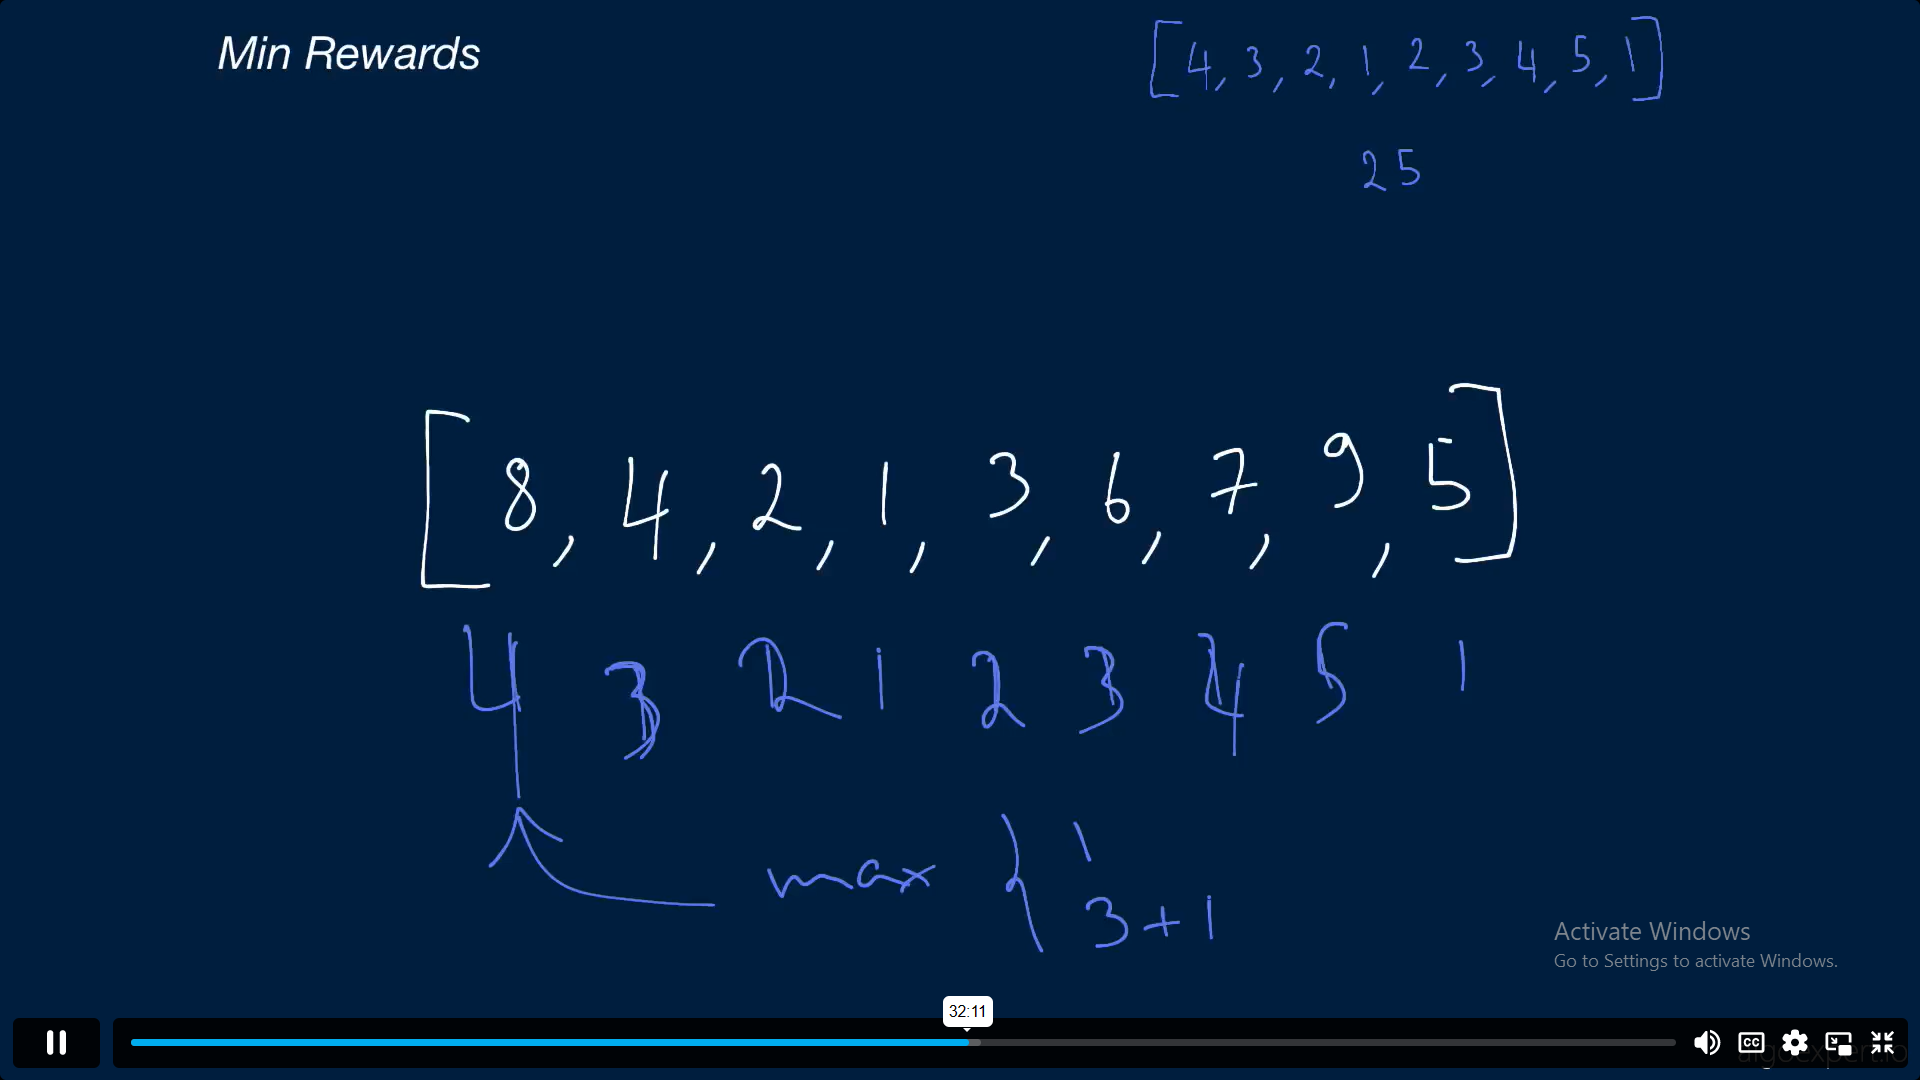 Min Rewards
[4, 3, 2, 1, 2, 3, 4, 5, 1]
25
[8, 4, 2, 1, 3, 6, 7, 9, 5]
4 3 2 1 2 3 4 5 1
max { 1
3+1
Activate Windows
Go to Settings to activate Windows.
32:11
CC